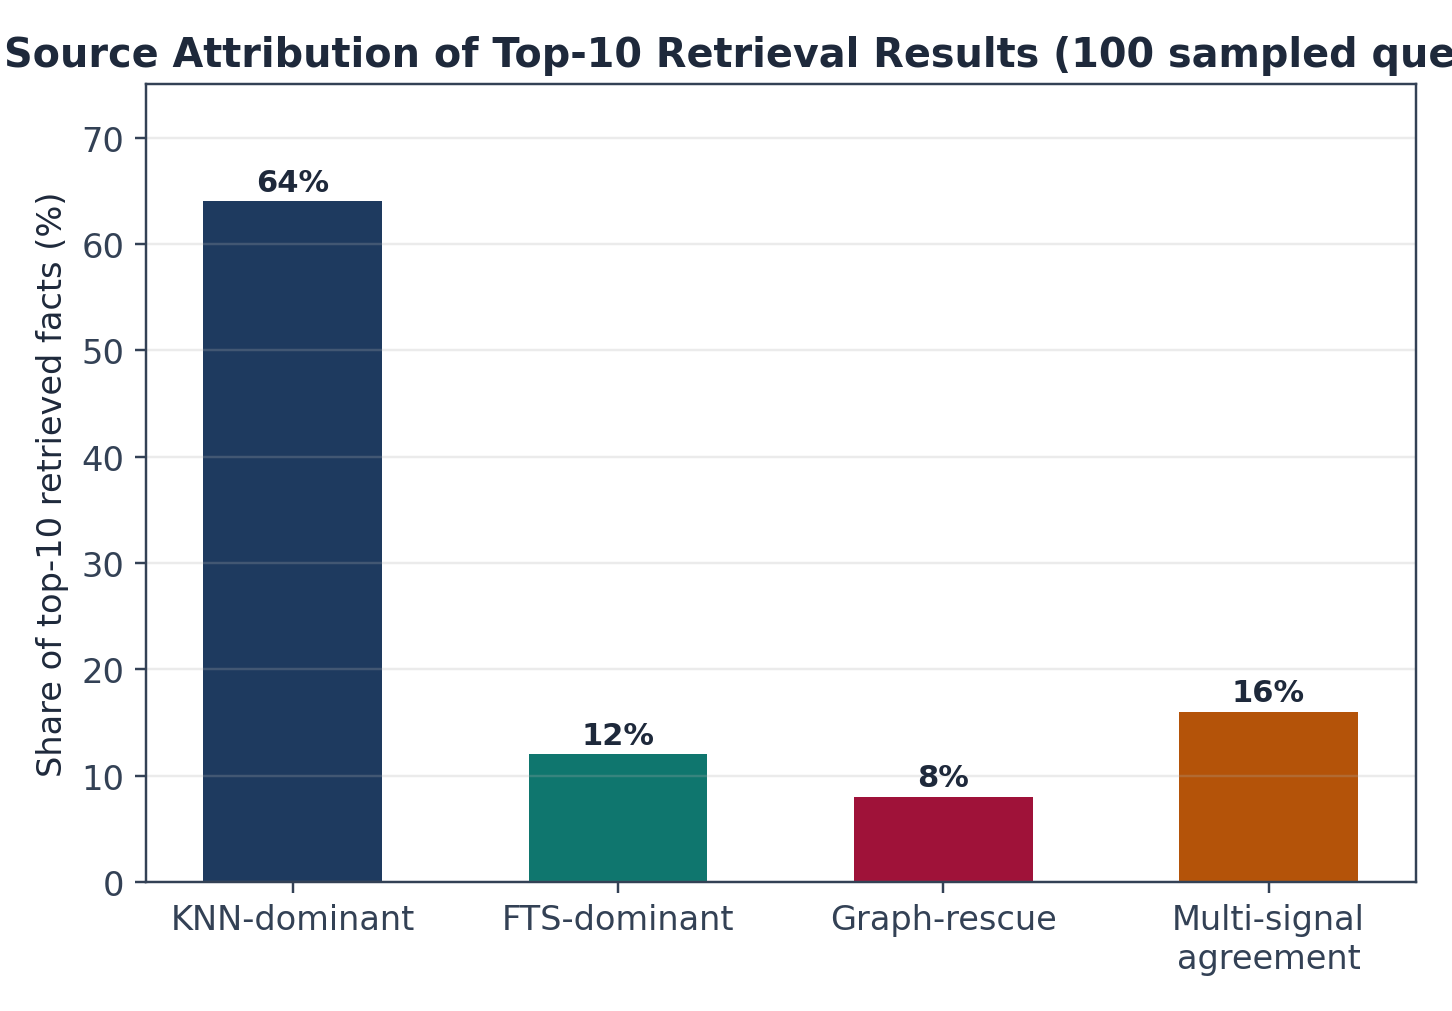 Source Attribution of Top-10 Retrieval Results (100 sampled que
Share of top-10 retrieved facts (%)
70
60
50
40
30
20
10
0
64%
12%
8%
16%
KNN-dominant
FTS-dominant
Graph-rescue
Multi-signal
agreement